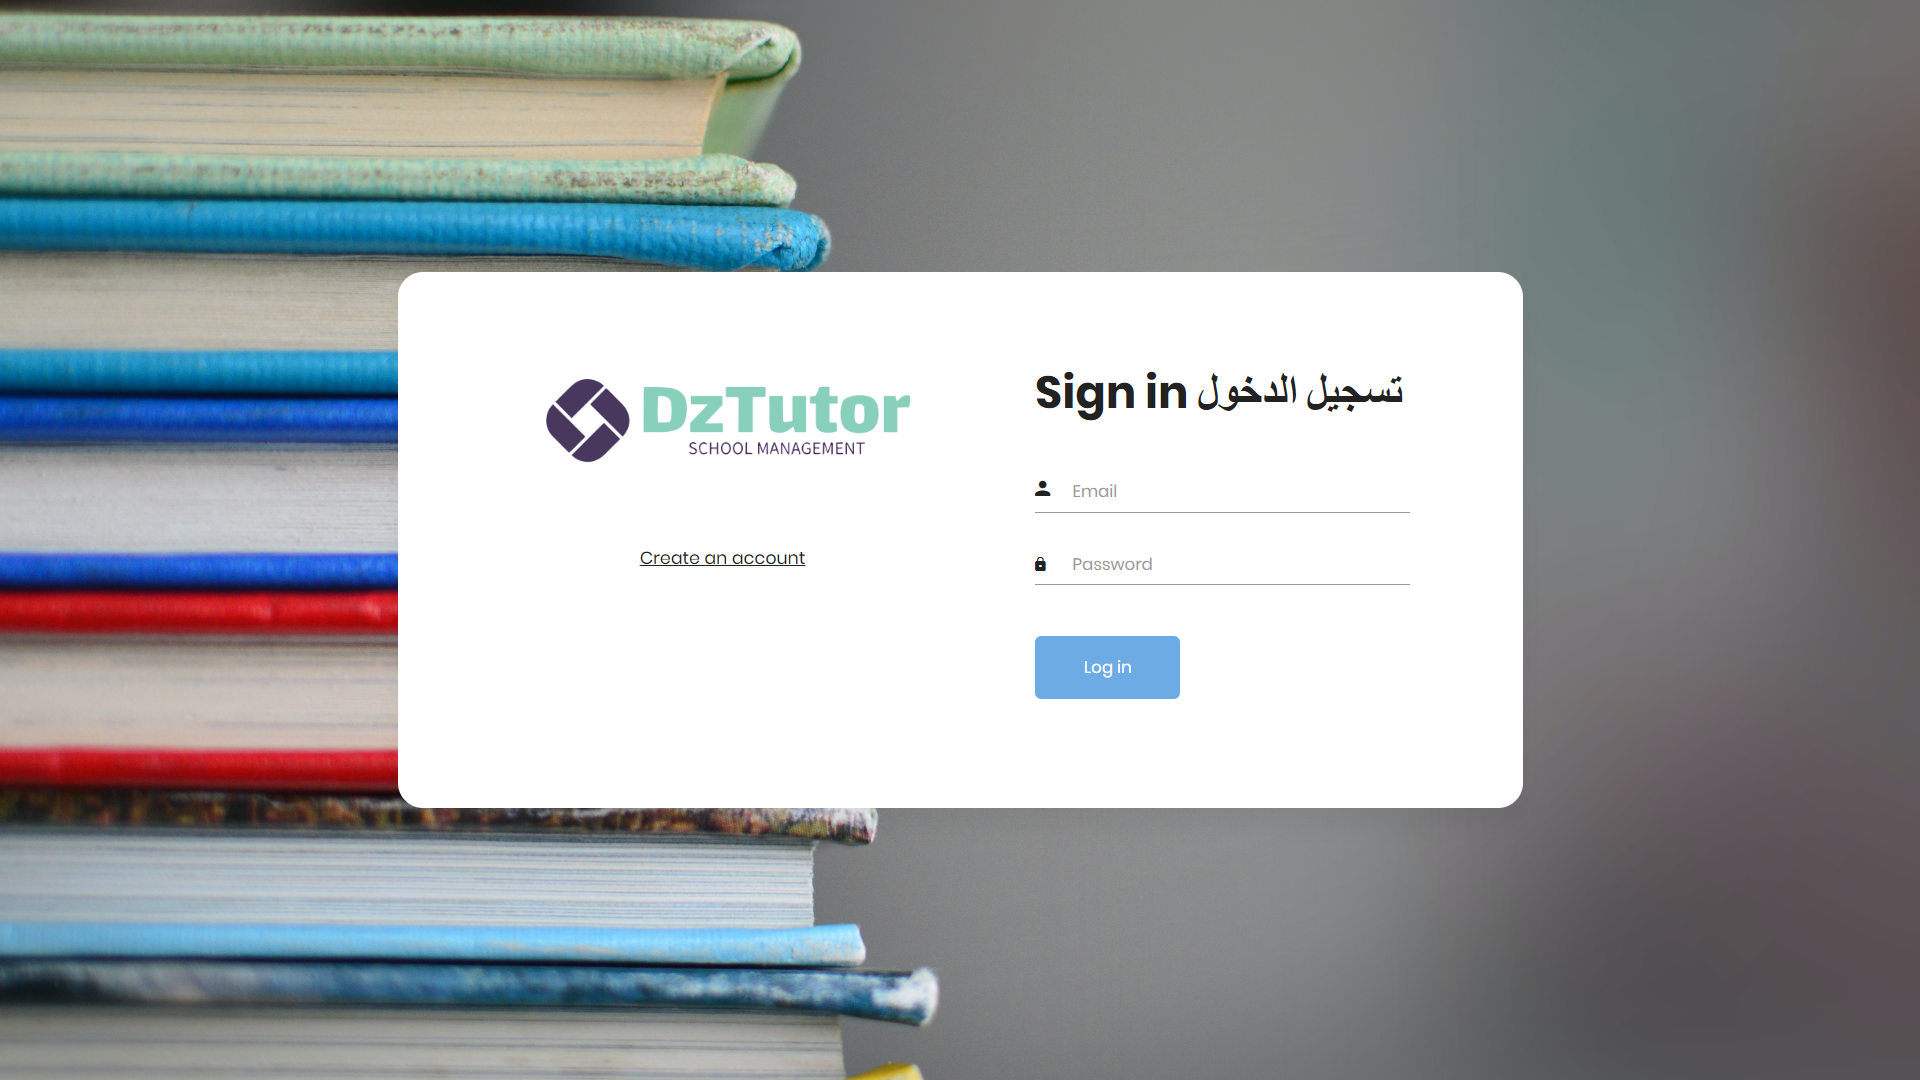 DzTutor
SCHOOL MANAGEMENT
Create an account
Sign in تسجيل الدخول
Email
Password
Log in